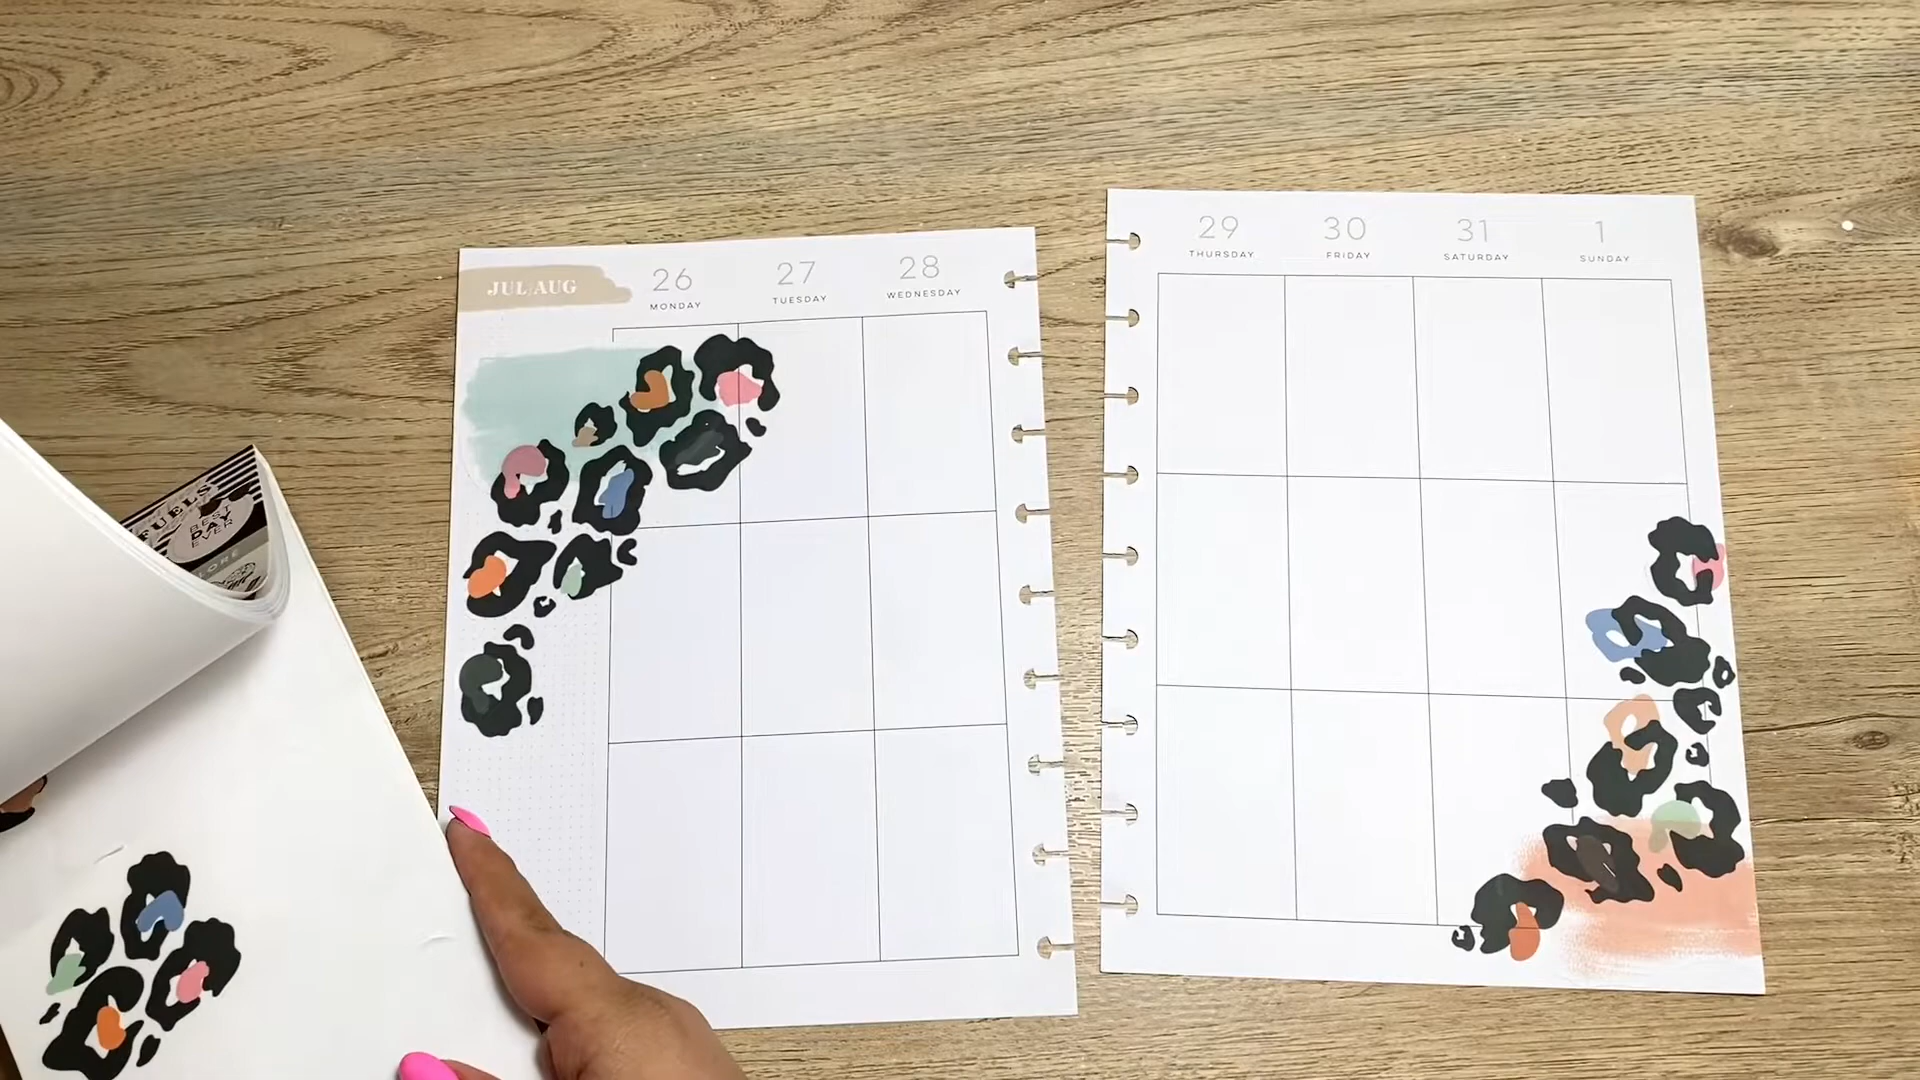 JUL/AUG
26
MONDAY
27
TUESDAY
28
WEDNESDAY
29
THURSDAY
30
FRIDAY
31
SATURDAY
1
SUNDAY
FUELS
BEST
DAY
EVER